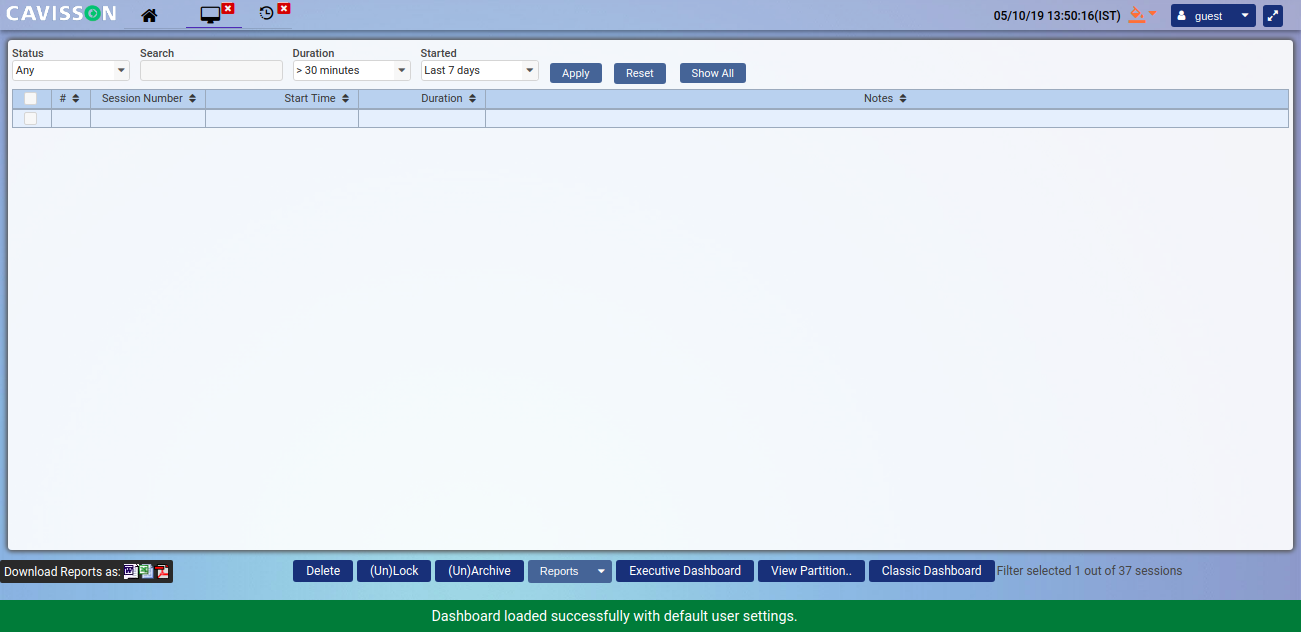 CAVISSON
05/10/19 13:50:16(IST)
guest
Status
Search
Duration
Started
Any
> 30 minutes
Last 7 days
Apply
Reset
Show All
#
Session Number
Start Time
Duration
Notes
Download Reports as:
Delete
(Un)Lock
(Un)Archive
Reports
Executive Dashboard
View Partition..
Classic Dashboard
Filter selected 1 out of 37 sessions
Dashboard loaded successfully with default user settings.